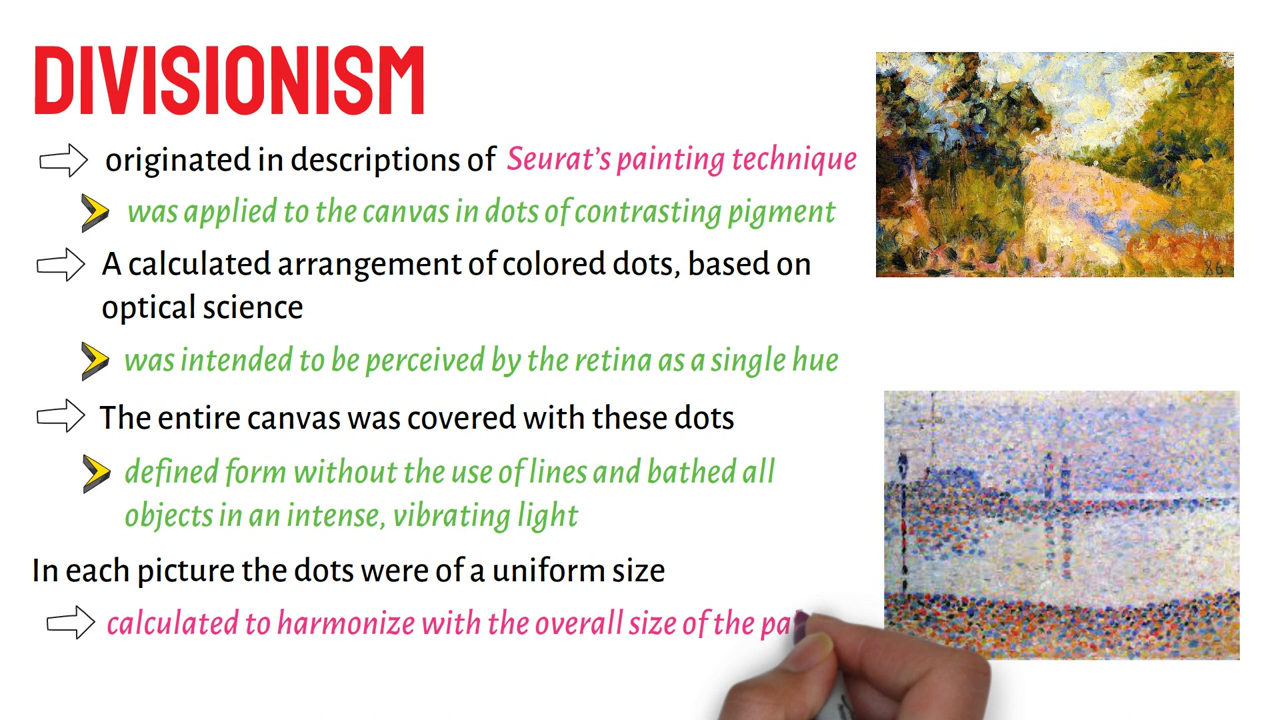 DIVISIONISM
originated in descriptions of Seurat's painting technique
was applied to the canvas in dots of contrasting pigment
A calculated arrangement of colored dots, based on
optical science
was intended to be perceived by the retina as a single hue
The entire canvas was covered with these dots
defined form without the use of lines and bathed all
objects in an intense, vibrating light
In each picture the dots were of a uniform size
calculated to harmonize with the overall size of the
86